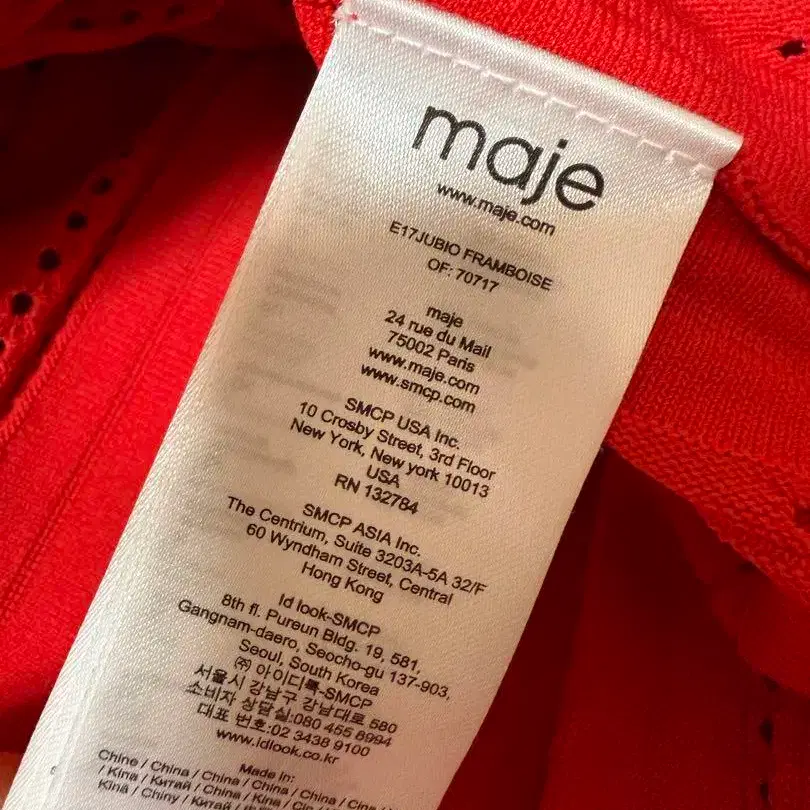 maje
www.maje.com
E17JUBIO FRAMBOISE
OF: 70717
maje
24 rue du Mail
75002 Paris
www.maje.com
www.smcp.com
SMCP USA Inc.
10 Crosby Street, 3rd Floor
New York, New york 10013
USA
RN 132784
SMCP ASIA Inc.
The Centrium, Suite 3203A-5A 32/F
60 Wyndham Street, Central
Hong Kong
Id look-SMCP
8th fl. Pureun Bldg. 19, 581,
Gangnam-daero, Seocho-gu 137-903,
Seoul, South Korea
㈜ 아이디룩-SMCP
서울시 강남구 강남대로 580
소비자 상담실:080 455 8994
대표 번호:02 3438 9100
www.idlook.co.kr
Made In:
Chine / China / China / China / China / Cina /
/ Kina / Китай / China / Kina /
Kína / Chiny / Китай /